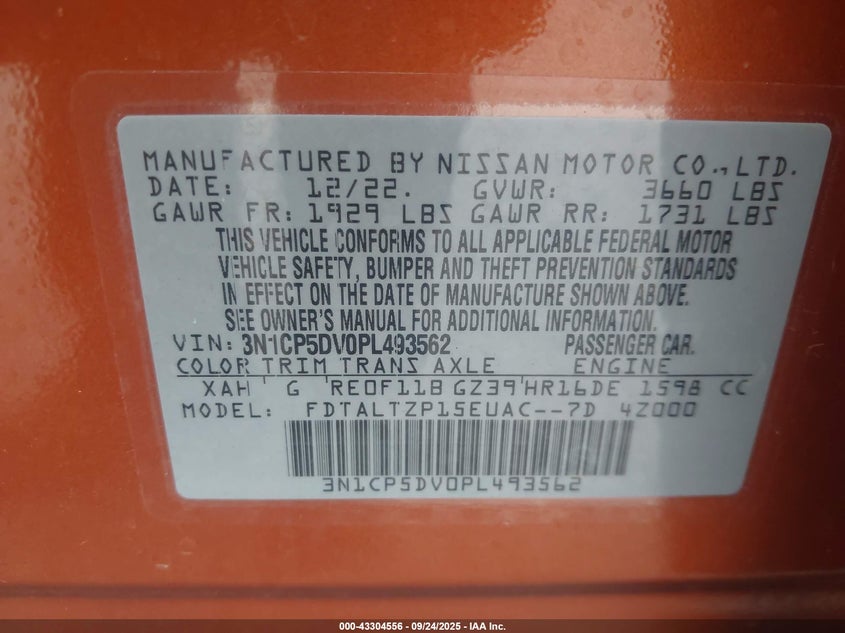 MANUFACTURED BY NISSAN MOTOR CO., LTD.
DATE: 12/22. GVWR: 3660 LBS
GAWR FR: 1929 LBS GAWR RR: 1731 LBS
THIS VEHICLE CONFORMS TO ALL APPLICABLE FEDERAL MOTOR
VEHICLE SAFETY, BUMPER AND THEFT PREVENTION STANDARDS
IN EFFECT ON THE DATE OF MANUFACTURE SHOWN ABOVE.
SEE OWNER'S MANUAL FOR ADDITIONAL INFORMATION.
VIN: 3N1CP5DV0PL493562 PASSENGER CAR.
COLOR TRIM TRANS AXLE ENGINE
XAH G RE0F11B GZ39 HR16DE 1598 CC
MODEL: FDTALTZP15EUAC--7D 4Z000
3N1CP5DV0PL493562
000-43304556 - 09/24/2025 - IAA Inc.